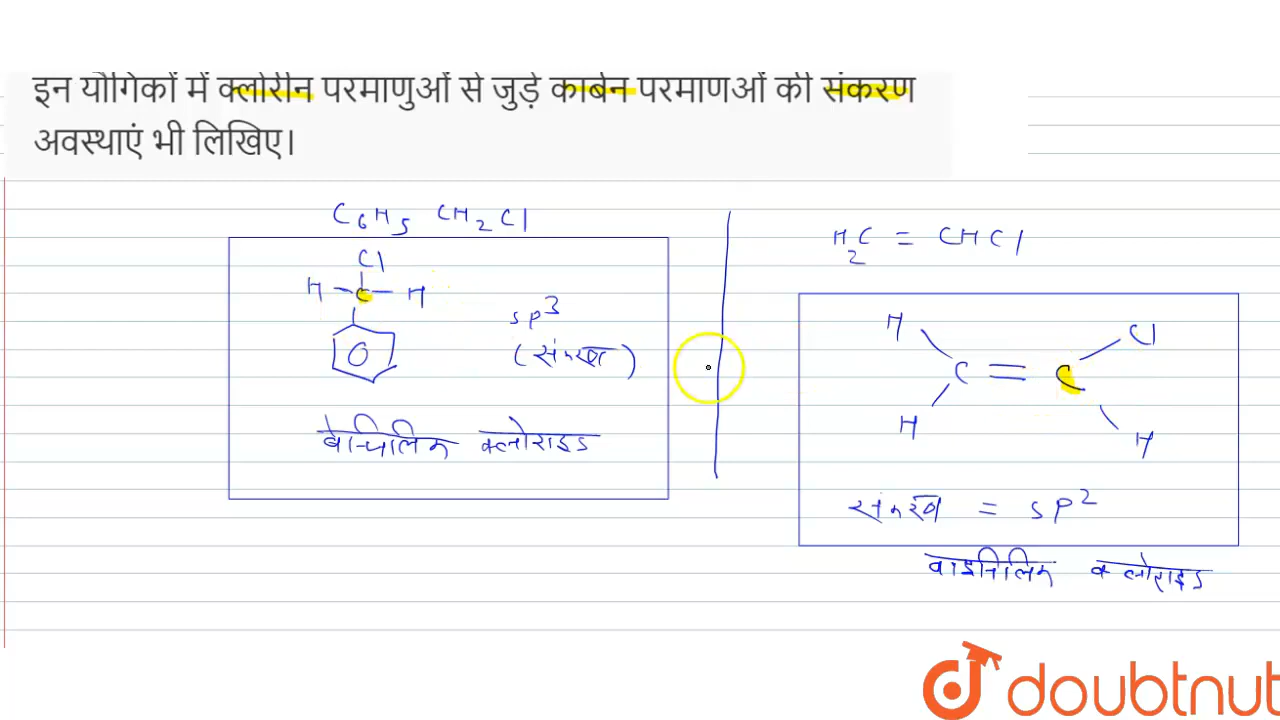 इन यौगिकों में क्लोरीन परमाणुओं से जुड़े कार्बन परमाणओं की संकरण
अवस्थाएं भी लिखिए।
C6H5 CH2Cl
Cl
H - C - H
sp3
(संकरण)
बेन्जिलिक क्लोराइड
H2C = CHCl
H
Cl
C = C
H
H
संकरण = sp2
वाइनिलिक क्लोराइड
doubtnut